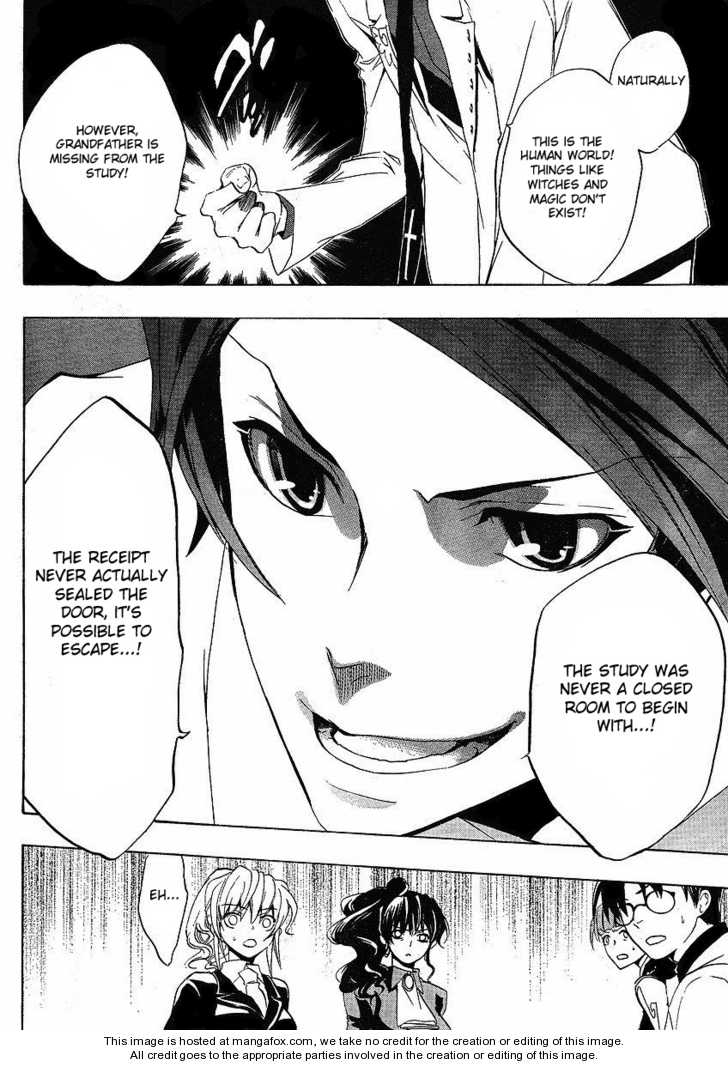 NATURALLY
THIS IS THE
HUMAN WORLD!
THINGS LIKE
WITCHES AND
MAGIC DON'T
EXIST!
HOWEVER,
GRANDFATHER IS
MISSING FROM THE
STUDY!
THE STUDY WAS
NEVER A CLOSED
ROOM TO BEGIN
WITH...!
THE RECEIPT
NEVER ACTUALLY
SEALED THE
DOOR, IT'S
POSSIBLE TO
ESCAPE...!
EH...
This image is hosted at mangafox.com, we take no credit for the creation or editing of this image.
All credit goes to the appropriate parties involved in the creation or editing of this image.